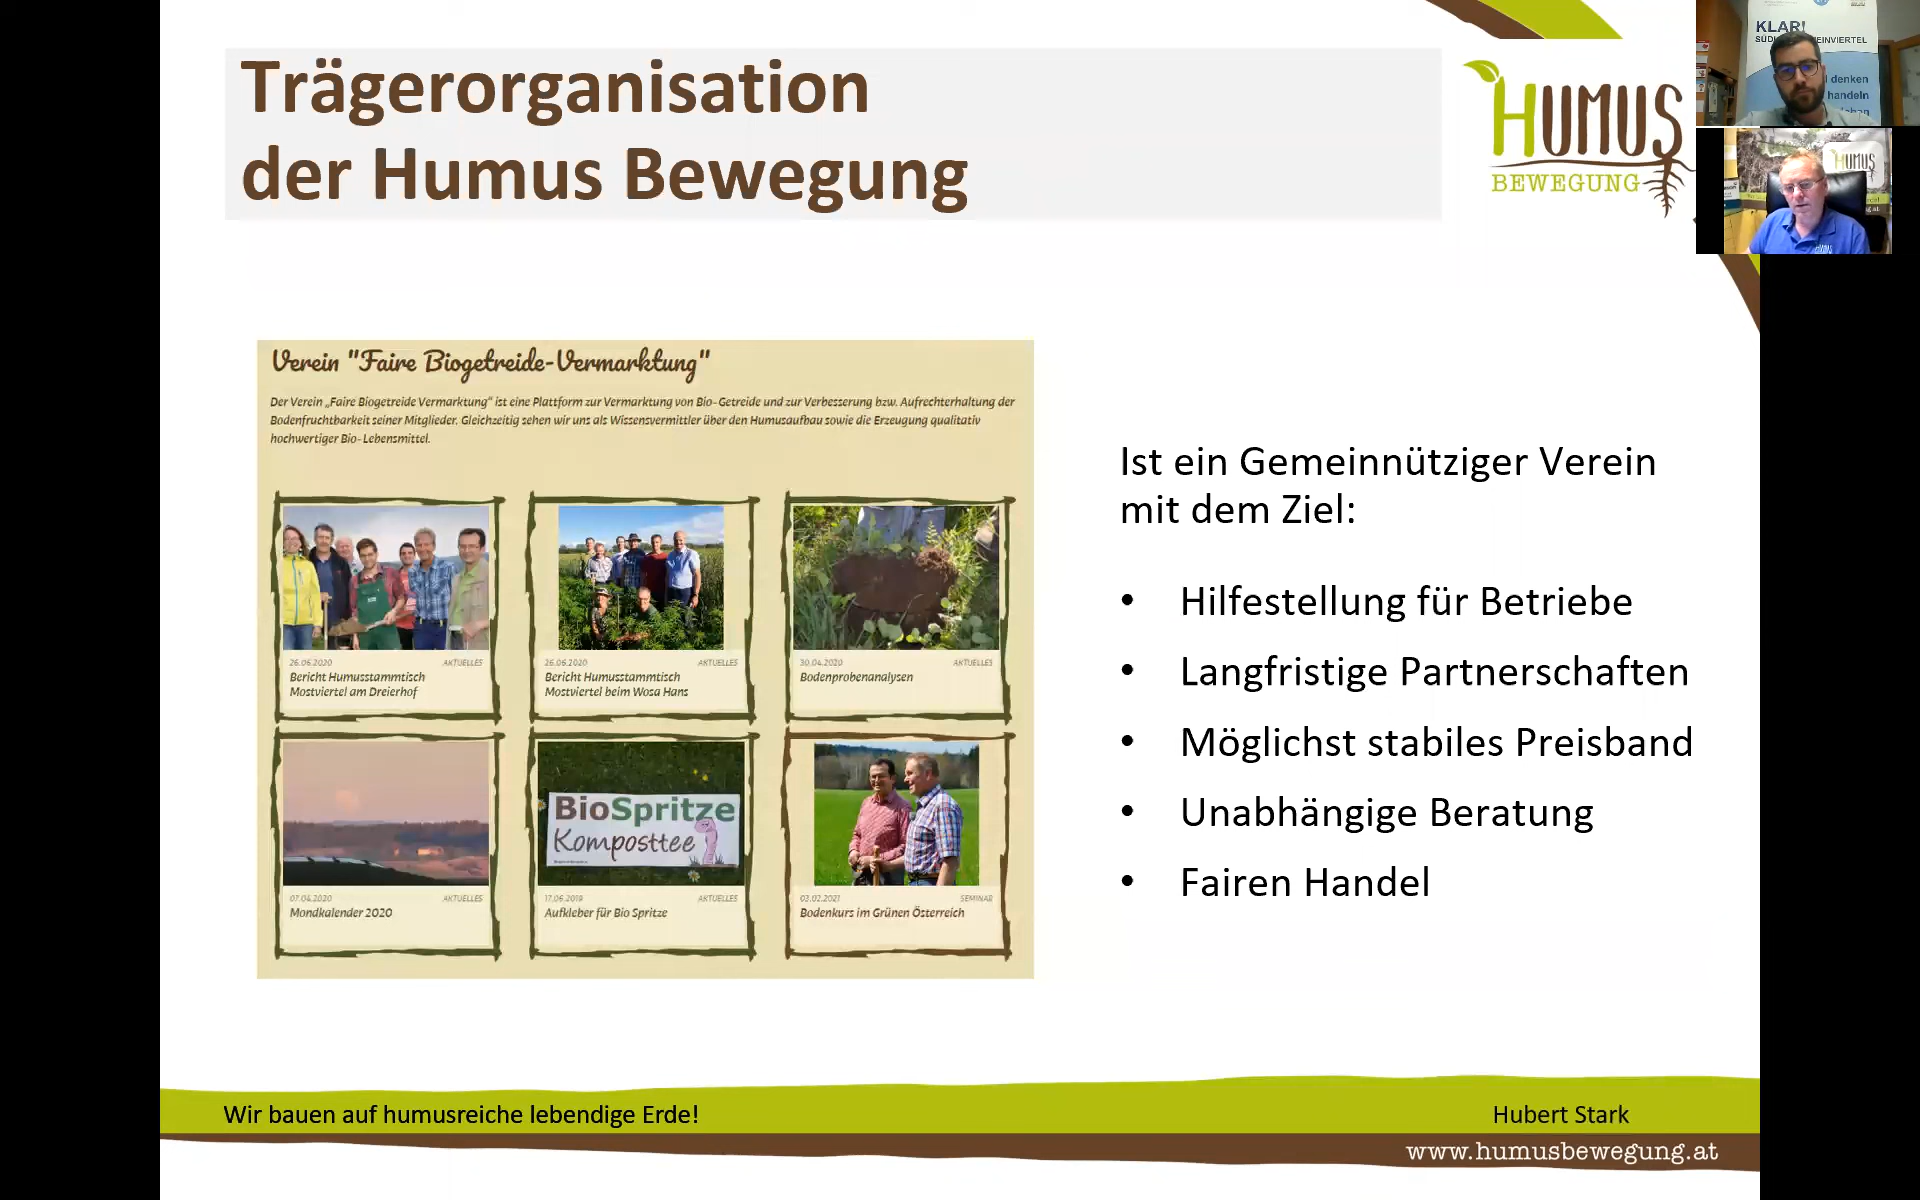 Trägerorganisation
der Humus Bewegung
HUMUS
BEWEGUNG
KLAR!
denken
handeln
HUMUS
Verein "Faire Biogetreide-Vermarktung"
Der Verein „Faire Biogetreide Vermarktung" ist eine Plattform zur Vermarktung von Bio-Getreide und zur Verbesserung bzw. Aufrechterhaltung der
Bodenfruchtbarkeit seiner Mitglieder. Gleichzeitig sehen wir uns als Wissensvermittler über den Humusaufbau sowie die Erzeugung qualitativ
hochwertiger Bio-Lebensmittel.
26.06.2020 AKTUELLES
Bericht Humusstammtisch
Mostviertel am Dreierhof
26.06.2020 AKTUELLES
Bericht Humusstammtisch
Mostviertel beim Wosa Hans
30.04.2020 AKTUELLES
Bodenprobenanalysen
07.04.2020 AKTUELLES
Mondkalender 2020
BioSpritze
Komposttee
17.06.2019 AKTUELLES
Aufkleber für Bio Spritze
03.02.2021 SEMINAR
Bodenkurs im Grünen Österreich
Ist ein Gemeinnütziger Verein
mit dem Ziel:
• Hilfestellung für Betriebe
• Langfristige Partnerschaften
• Möglichst stabiles Preisband
• Unabhängige Beratung
• Fairen Handel
Wir bauen auf humusreiche lebendige Erde!
Hubert Stark
www.humusbewegung.at